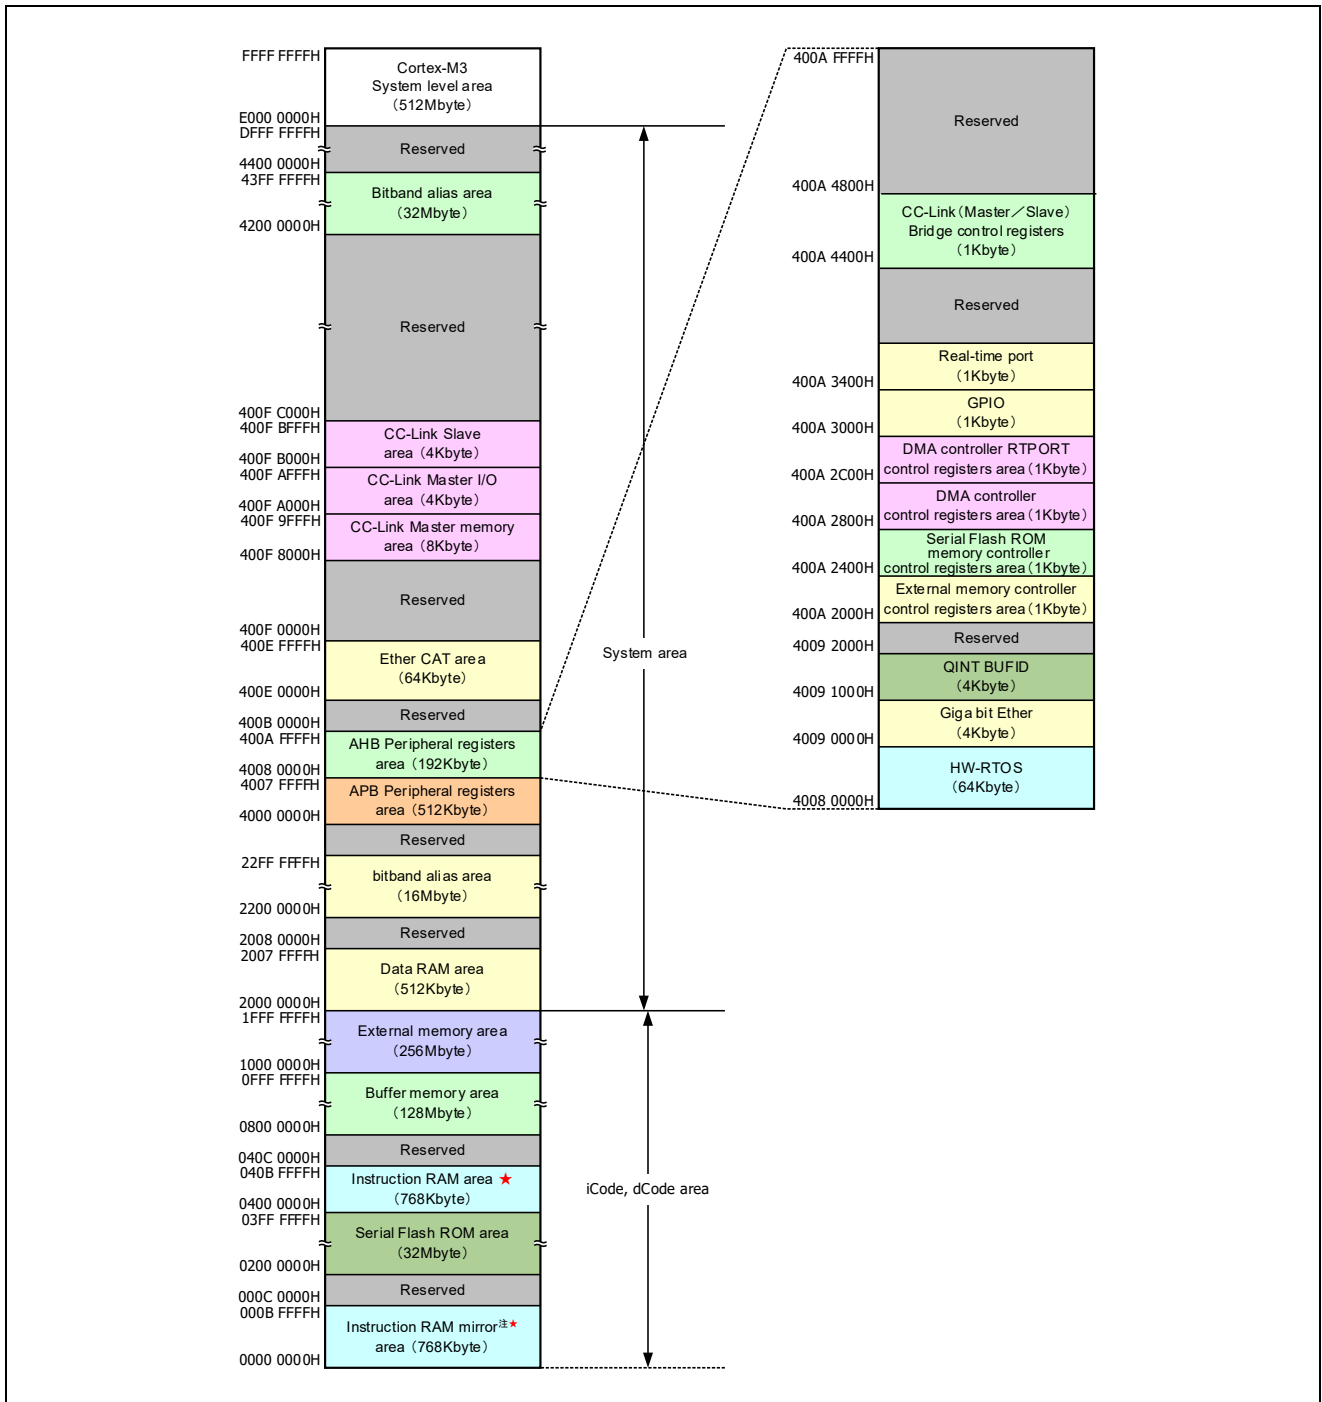 FFFF FFFFH
Cortex-M3
System level area
（512Mbyte）
E000 0000H
DFFF FFFFH
Reserved
4400 0000H
43FF FFFFH
Bitband alias area
（32Mbyte）
4200 0000H
Reserved
400F C000H
400F BFFFH
CC-Link Slave
area（4Kbyte）
400F B000H
400F AFFFH
CC-Link Master I/O
area（4Kbyte）
400F A000H
400F 9FFFH
CC-Link Master memory
area（8Kbyte）
400F 8000H
Reserved
400F 0000H
400E FFFFH
Ether CAT area
（64Kbyte）
400E 0000H
Reserved
400B 0000H
400A FFFFH
AHB Peripheral registers
area（192Kbyte）
4008 0000H
4007 FFFFH
APB Peripheral registers
area（512Kbyte）
4000 0000H
Reserved
22FF FFFFH
bitband alias area
（16Mbyte）
2200 0000H
Reserved
2008 0000H
2007 FFFFH
Data RAM area
（512Kbyte）
2000 0000H
1FFF FFFFH
External memory area
（256Mbyte）
1000 0000H
0FFF FFFFH
Buffer memory area
（128Mbyte）
0800 0000H
Reserved
040C 0000H
040B FFFFH
Instruction RAM area ★
（768Kbyte）
0400 0000H
03FF FFFFH
Serial Flash ROM area
（32Mbyte）
0200 0000H
Reserved
000C 0000H
000B FFFFH
Instruction RAM mirror注★
area（768Kbyte）
0000 0000H
System area
iCode, dCode area
400A FFFFH
Reserved
400A 4800H
CC-Link（Master／Slave）
Bridge control registers
（1Kbyte）
400A 4400H
Reserved
Real-time port
（1Kbyte）
400A 3400H
GPIO
（1Kbyte）
400A 3000H
DMA controller RTPORT
control registers area（1Kbyte）
400A 2C00H
DMA controller
control registers area（1Kbyte）
400A 2800H
Serial Flash ROM
memory controller
control registers area（1Kbyte）
400A 2400H
External memory controller
control registers area（1Kbyte）
400A 2000H
Reserved
4009 2000H
QINT BUFID
（4Kbyte）
4009 1000H
Giga bit Ether
（4Kbyte）
4009 0000H
HW-RTOS
（64Kbyte）
4008 0000H